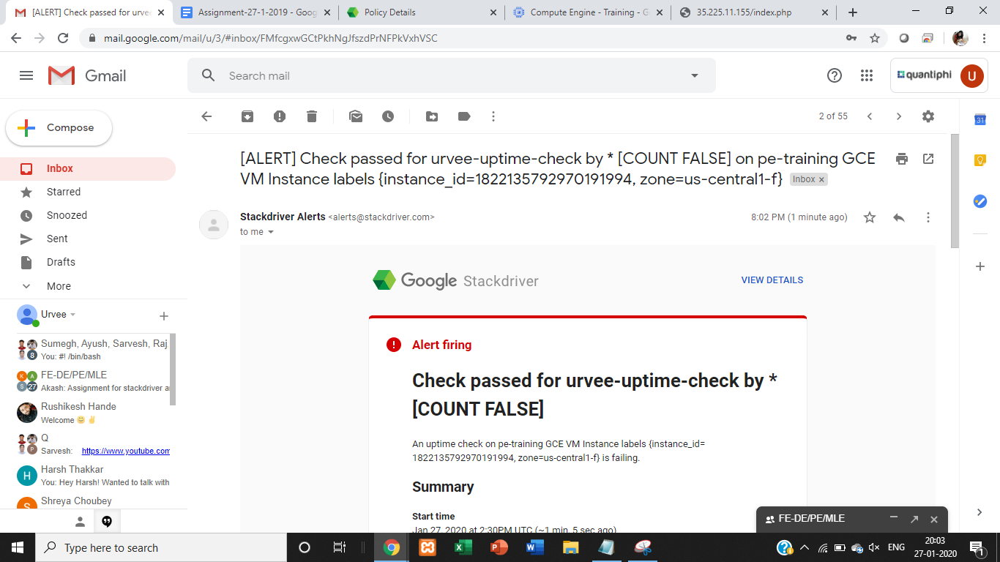 [ALERT] Check passed for urvee
Assignment-27-1-2019 - Goog
Policy Details
Compute Engine - Training - G
35.225.11.155/index.php
mail.google.com/mail/u/3/#inbox/FMfcgxwGCtPkhNgJfszdPrNFPkVxhVSC
Gmail
Search mail
quantiphi
U
Compose
2 of 55
31
Inbox
Starred
Snoozed
Sent
Drafts
More
[ALERT] Check passed for urvee-uptime-check by * [COUNT FALSE] on pe-training GCE
VM Instance labels {instance_id=1822135792970191994, zone=us-central1-f}
Inbox x
Stackdriver Alerts <alerts@stackdriver.com>
8:02 PM (1 minute ago)
to me
Google Stackdriver
VIEW DETAILS
Alert firing
Check passed for urvee-uptime-check by *
[COUNT FALSE]
An uptime check on pe-training GCE VM Instance labels {instance_id=
1822135792970191994, zone=us-central1-f} is failing.
Summary
Start time
Jan 27, 2020 at 2:30PM UTC (~1 min, 5 sec ago)
Urvee
Sumegh, Ayush, Sarvesh, Raj
8
You: #! /bin/bash
K
A
S
27
FE-DE/PE/MLE
Akash: Assignment for stackdriver a
Rushikesh Hande
Welcome 😊 ✌
P
Q
Sarvesh: https://www.youtube.com
H
Harsh Thakkar
You: Hey Harsh! Wanted to talk with
S
Shreya Choubey
FE-DE/PE/MLE
Type here to search
ENG
20:03
27-01-2020
1